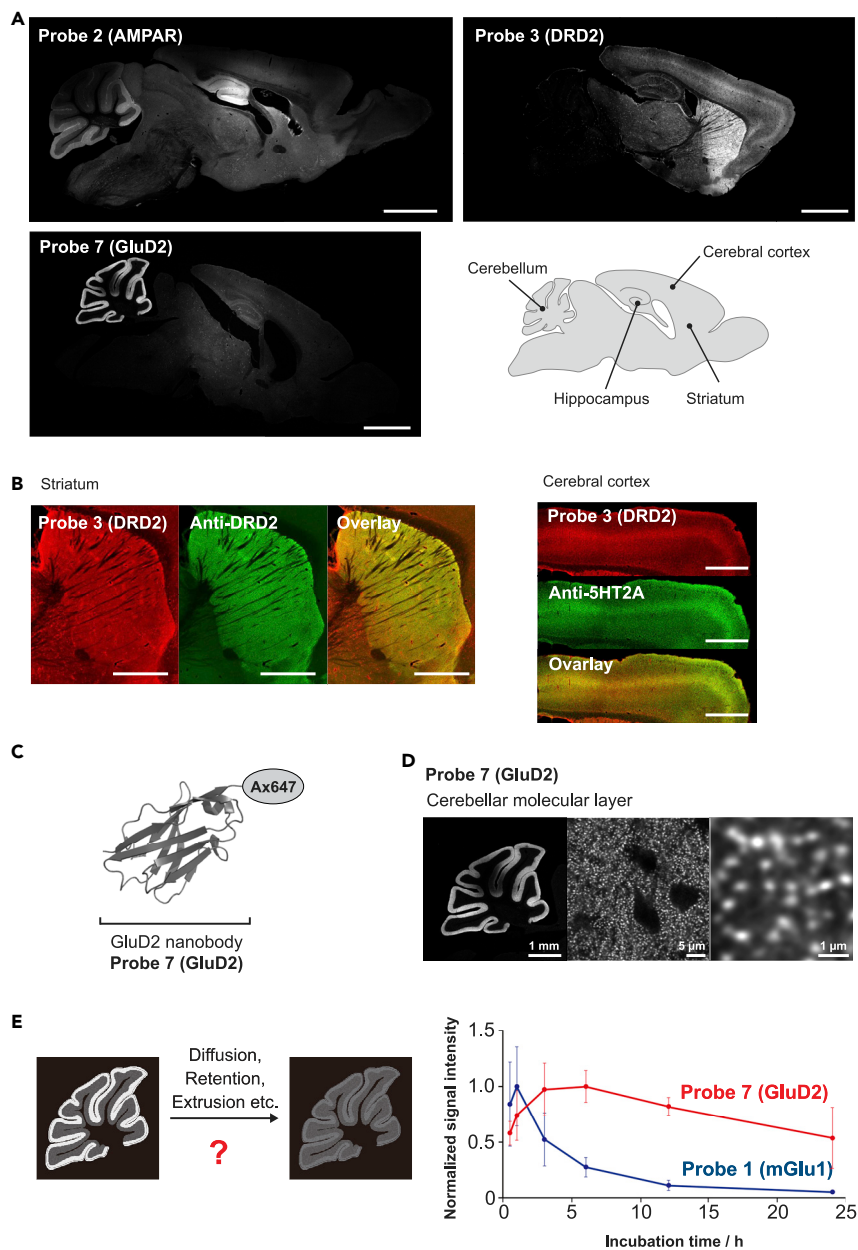 A
Probe 2 (AMPAR)
Probe 3 (DRD2)
Probe 7 (GluD2)
Cerebellum
Cerebral cortex
Hippocampus
Striatum
B
Striatum
Cerebral cortex
Probe 3 (DRD2)
Anti-DRD2
Overlay
Probe 3 (DRD2)
Anti-5HT2A
Ovarlay
C
Ax647
GluD2 nanobody
Probe 7 (GluD2)
D
Probe 7 (GluD2)
Cerebellar molecular layer
1 mm
5 µm
1 µm
E
Diffusion,
Retention,
Extrusion etc.
?
Normalized signal intensity
1.5
1.0
0.5
0
Probe 7 (GluD2)
Probe 1 (mGlu1)
0 5 10 15 20 25
Incubation time / h